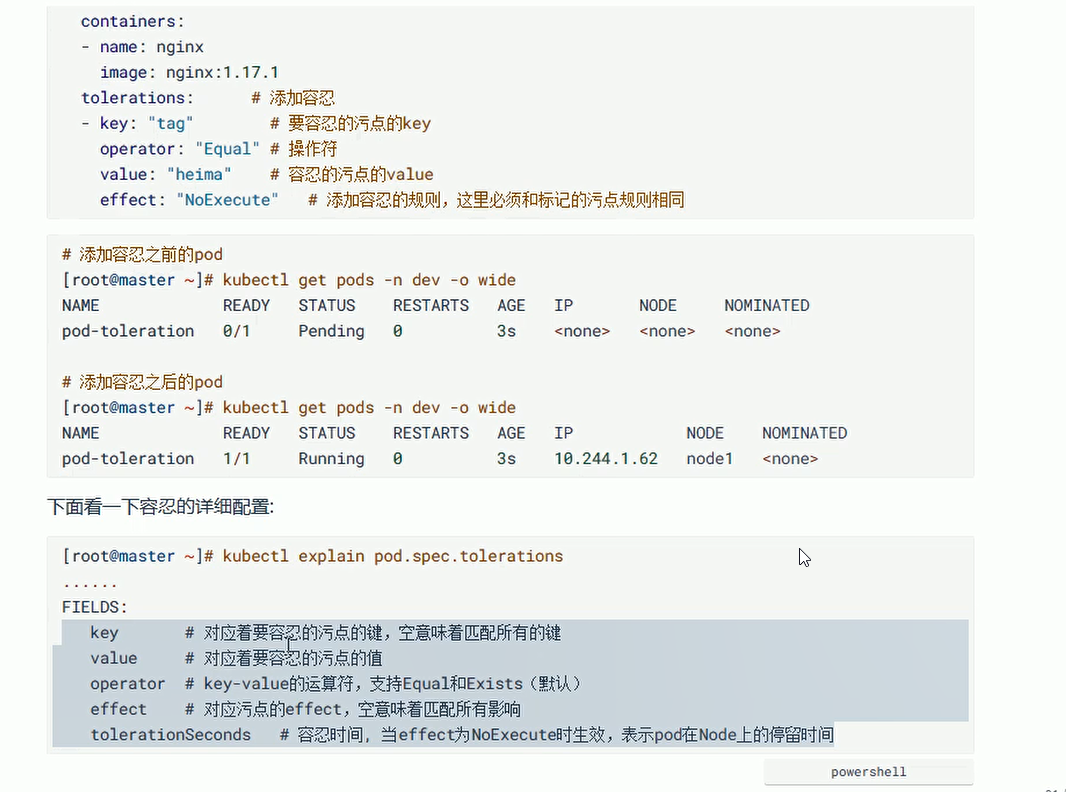 containers:
- name: nginx
image: nginx:1.17.1
tolerations: # 添加容忍
- key: "tag" # 要容忍的污点的key
operator: "Equal" # 操作符
value: "heima" # 容忍的污点的value
effect: "NoExecute" # 添加容忍的规则，这里必须和标记的污点规则相同
# 添加容忍之前的pod
[root@master ~]# kubectl get pods -n dev -o wide
NAME READY STATUS RESTARTS AGE IP NODE NOMINATED
pod-toleration 0/1 Pending 0 3s <none> <none> <none>
# 添加容忍之后的pod
[root@master ~]# kubectl get pods -n dev -o wide
NAME READY STATUS RESTARTS AGE IP NODE NOMINATED
pod-toleration 1/1 Running 0 3s 10.244.1.62 node1 <none>
下面看一下容忍的详细配置:
[root@master ~]# kubectl explain pod.spec.tolerations
......
FIELDS:
key # 对应着要容忍的污点的键，空意味着匹配所有的键
value # 对应着要容忍的污点的值
operator # key-value的运算符，支持Equal和Exists（默认）
effect # 对应污点的effect，空意味着匹配所有影响
tolerationSeconds # 容忍时间, 当effect为NoExecute时生效，表示pod在Node上的停留时间
powershell